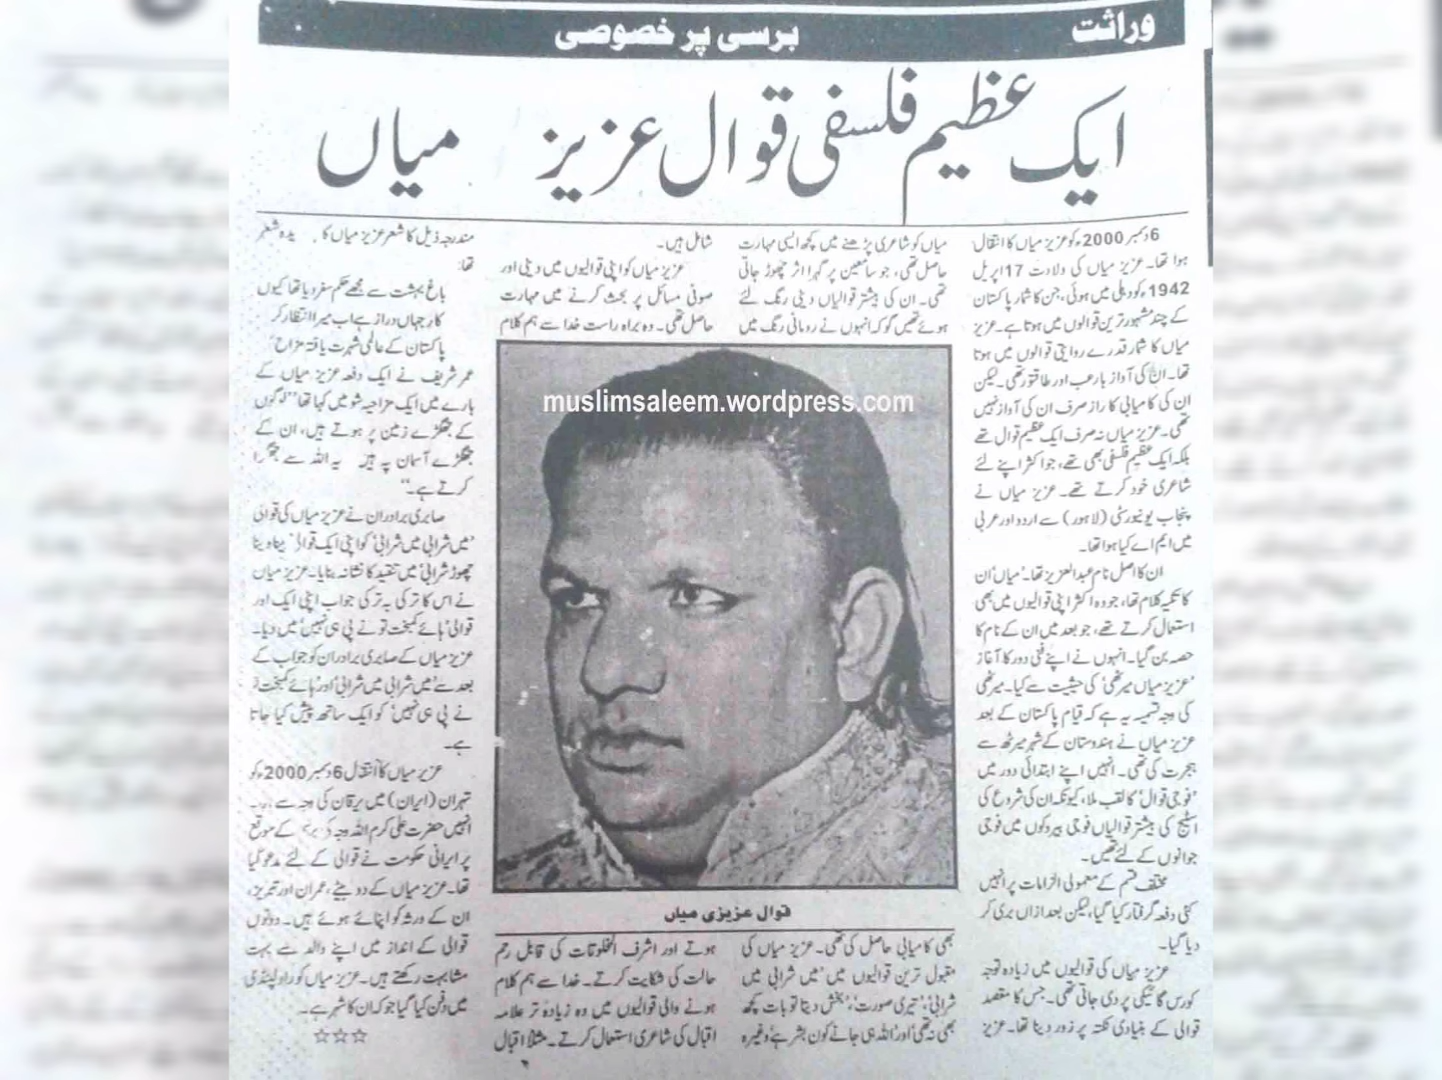 وراثت
برسی پر خصوصی
ایک عظیم فلسفی قوال عزیز میاں
6 دسمبر 2000ء کو عزیز میاں کا انتقال
ہوا تھا۔ عزیز میاں کی ولادت 17 اپریل
1942ء کو دہلی میں ہوئی، جن کا شمار پاکستان
کے چند مشہور ترین قوالوں میں ہوتا ہے۔ عزیز
میاں کا شمار قدرے روایتی قوالوں میں ہوتا
تھا۔ ان کی آواز بارعب اور طاقتور تھی۔ لیکن
ان کی کامیابی کا راز صرف ان کی آواز نہیں
تھی۔ عزیز میاں نہ صرف ایک عظیم قوال تھے
بلکہ ایک عظیم فلسفی بھی تھے، جو اکثر اپنے لئے
شاعری خود کرتے تھے۔ عزیز میاں نے
پنجاب یونیورسٹی (لاہور) سے اردو اور عربی
میں ایم اے کیا ہوا تھا۔
ان کا اصل نام عبدالعزیز تھا۔ 'میاں' ان
کا تکیہ کلام تھا، جو وہ اکثر اپنی قوالیوں میں بھی
استعمال کرتے تھے، جو بعد میں ان کے نام کا
حصہ بن گیا۔ انہوں نے اپنے فنی دور کا آغاز
'عزیز میاں میرٹھی' کی حیثیت سے کیا۔ میرٹھی
کی وجہ تسمیہ یہ ہے کہ قیام پاکستان کے بعد
عزیز میاں نے ہندوستان کے شہر میرٹھ سے
ہجرت کی تھی۔ انہیں اپنے ابتدائی دور میں
'فوجی قوال' کا لقب ملا، کیونکہ ان کی شروع کی
اسٹیج کی بیشتر قوالیاں فوجی بیرکوں میں فوجی
جوانوں کے لئے تھیں۔
مختلف قسم کے معمولی الزامات پر انہیں
کئی دفعہ گرفتار کیا گیا، لیکن بعد ازاں بری کر
دیا گیا۔
عزیز میاں کی قوالیوں میں زیادہ توجہ
کورس گائیکی پر دی جاتی تھی۔ جس کا مقصد
قوالی کے بنیادی نکتہ پر زور دینا تھا۔ عزیز
میاں کو شاعری پڑھنے میں کچھ ایسی مہارت
حاصل تھی، جو سامعین پر گہرا اثر چھوڑ جاتی
تھی۔ ان کی بیشتر قوالیاں دینی رنگ لئے
ہوئے تھیں گو کہ انہوں نے رومانی رنگ میں
muslimsaleem.wordpress.com
قوال عزیزی میاں
بھی کامیابی حاصل کی تھی۔ عزیز میاں کی
مقبول ترین قوالیوں میں 'میں شرابی میں
شرابی'، 'تیری صورت'، 'بخش دینا تو بات کچھ
بھی نہ تھی' اور 'اللہ ہی جانے کون بشر ہے' وغیرہ
شامل ہیں۔
عزیز میاں کو اپنی قوالیوں میں دینی اور
صوفی مسائل پر بحث کرنے میں مہارت
حاصل تھی۔ وہ براہ راست خدا سے ہم کلام
ہوتے اور اشرف المخلوقات کی قابل رحم
حالت کی شکایت کرتے۔ خدا سے ہم کلام
ہونے والی قوالیوں میں وہ زیادہ تر علامہ
اقبال کی شاعری استعمال کرتے۔ مثلاً اقبال
مندرجہ ذیل کا شعر عزیز میاں کا
تھا:
باغ بہشت سے مجھے حکم سفر دیا تھا کیوں
کار جہاں دراز ہے اب میرا انتظار کر
پاکستان کے عالمی شہرت یافتہ مزاح
عمر شریف نے ایک دفعہ عزیز میاں کے
بارے میں ایک مزاحیہ شو میں کہا تھا "لوگوں
کے جھگڑے زمین پر ہوتے ہیں، ان کے
جھگڑے آسمان پہ یہ اللہ سے جھگڑا
کرتے ہے۔"
صابری برادران نے عزیز میاں کی قوالی
'میں شرابی میں شرابی' کو اپنی ایک قوالی 'پینا وینا
چھوڑ شرابی' میں تنقید کا نشانہ بنایا۔ عزیز میاں
نے اس کا ترکی بہ ترکی جواب اپنی ایک اور
قوالی 'ہائے کمبخت تو نے پی ہی نہیں' میں دیا۔
عزیز میاں کے صابری برادران کو جواب کے
بعد سے 'میں شرابی میں شرابی' اور 'ہائے کمبخت تو
نے پی ہی نہیں' کو ایک ساتھ پیش کیا جاتا
ہے۔
عزیز میاں کا انتقال 6 دسمبر 2000ء کو
تہران (ایران) میں یرقان کی وجہ سے
انہیں حضرت علی کرم اللہ وجہ کے موقع
پر ایرانی حکومت نے قوالی کے لئے مدعو کیا
تھا۔ عزیز میاں کے دو بیٹے، عمران اور تبریز،
ان کے ورثہ کو اپنائے ہوئے ہیں۔ دونوں
قوالی کے انداز میں اپنے والد سے بہت
مشابہت رکھتے ہیں۔ عزیز میاں کو راولپنڈی
میں دفن کیا گیا جو کہ ان کا شہر ہے۔
☆☆☆